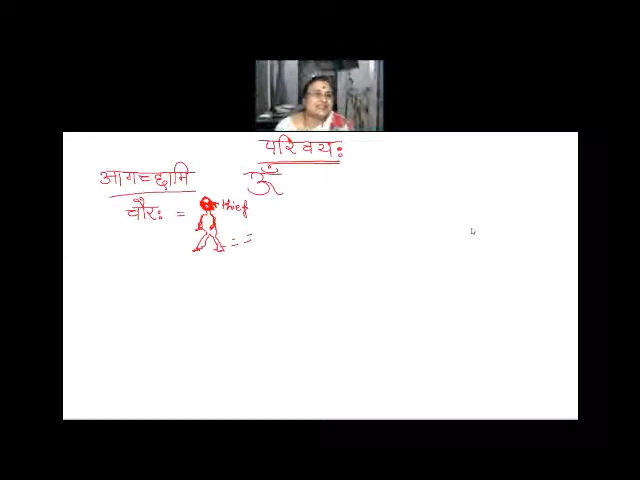 परिचयः
आगच्छामि ॐ
चौरः = thief